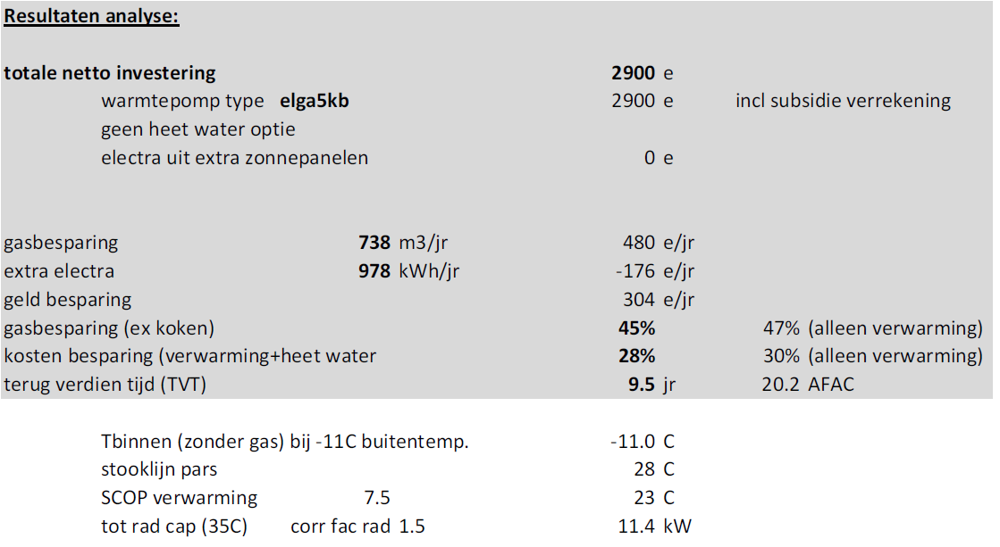 Resultaten analyse:
totale netto investering 2900 e
warmtepomp type elga5kb 2900 e incl subsidie verrekening
geen heet water optie
electra uit extra zonnepanelen 0 e
gasbesparing 738 m3/jr 480 e/jr
extra electra 978 kWh/jr -176 e/jr
geld besparing 304 e/jr
gasbesparing (ex koken) 45% 47% (alleen verwarming)
kosten besparing (verwarming+heet water 28% 30% (alleen verwarming)
terug verdien tijd (TVT) 9.5 jr 20.2 AFAC
Tbinnen (zonder gas) bij -11C buitentemp. -11.0 C
stooklijn pars 28 C
SCOP verwarming 7.5 23 C
tot rad cap (35C) corr fac rad 1.5 11.4 kW